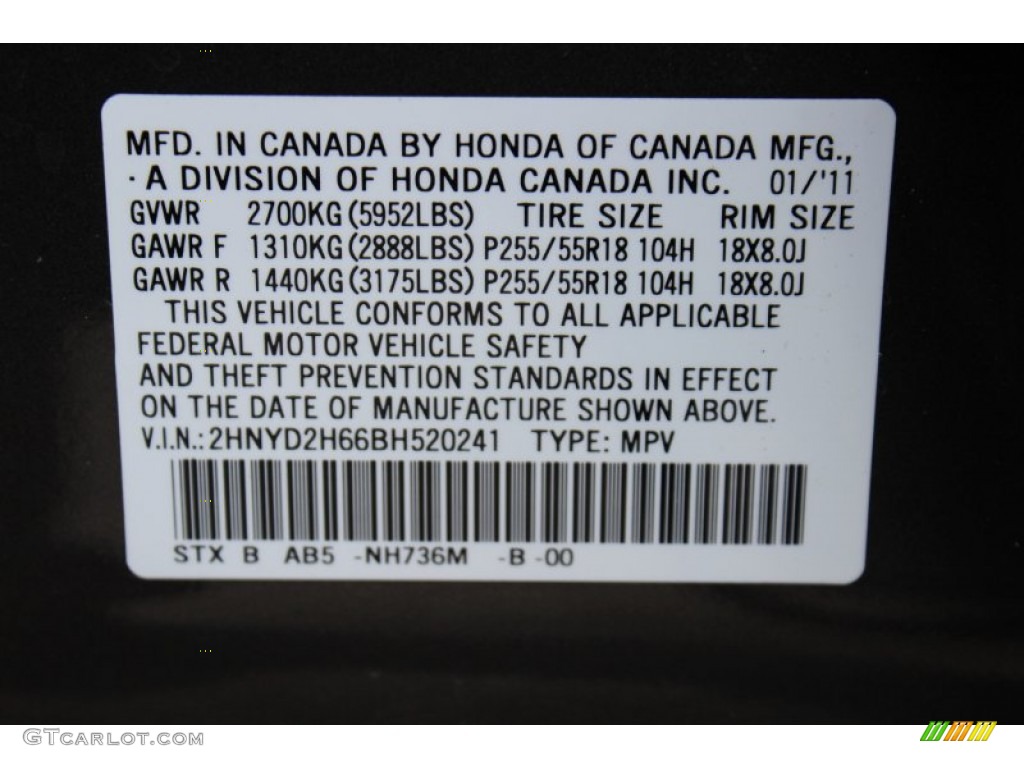 MFD. IN CANADA BY HONDA OF CANADA MFG.,
· A DIVISION OF HONDA CANADA INC. 01/'11
GVWR 2700KG(5952LBS) TIRE SIZE RIM SIZE
GAWR F 1310KG(2888LBS) P255/55R18 104H 18X8.0J
GAWR R 1440KG(3175LBS) P255/55R18 104H 18X8.0J
THIS VEHICLE CONFORMS TO ALL APPLICABLE
FEDERAL MOTOR VEHICLE SAFETY
AND THEFT PREVENTION STANDARDS IN EFFECT
ON THE DATE OF MANUFACTURE SHOWN ABOVE.
V.I.N.: 2HNYD2H66BH520241 TYPE: MPV
STX B AB5 -NH736M -B -00
GTcarlot.com